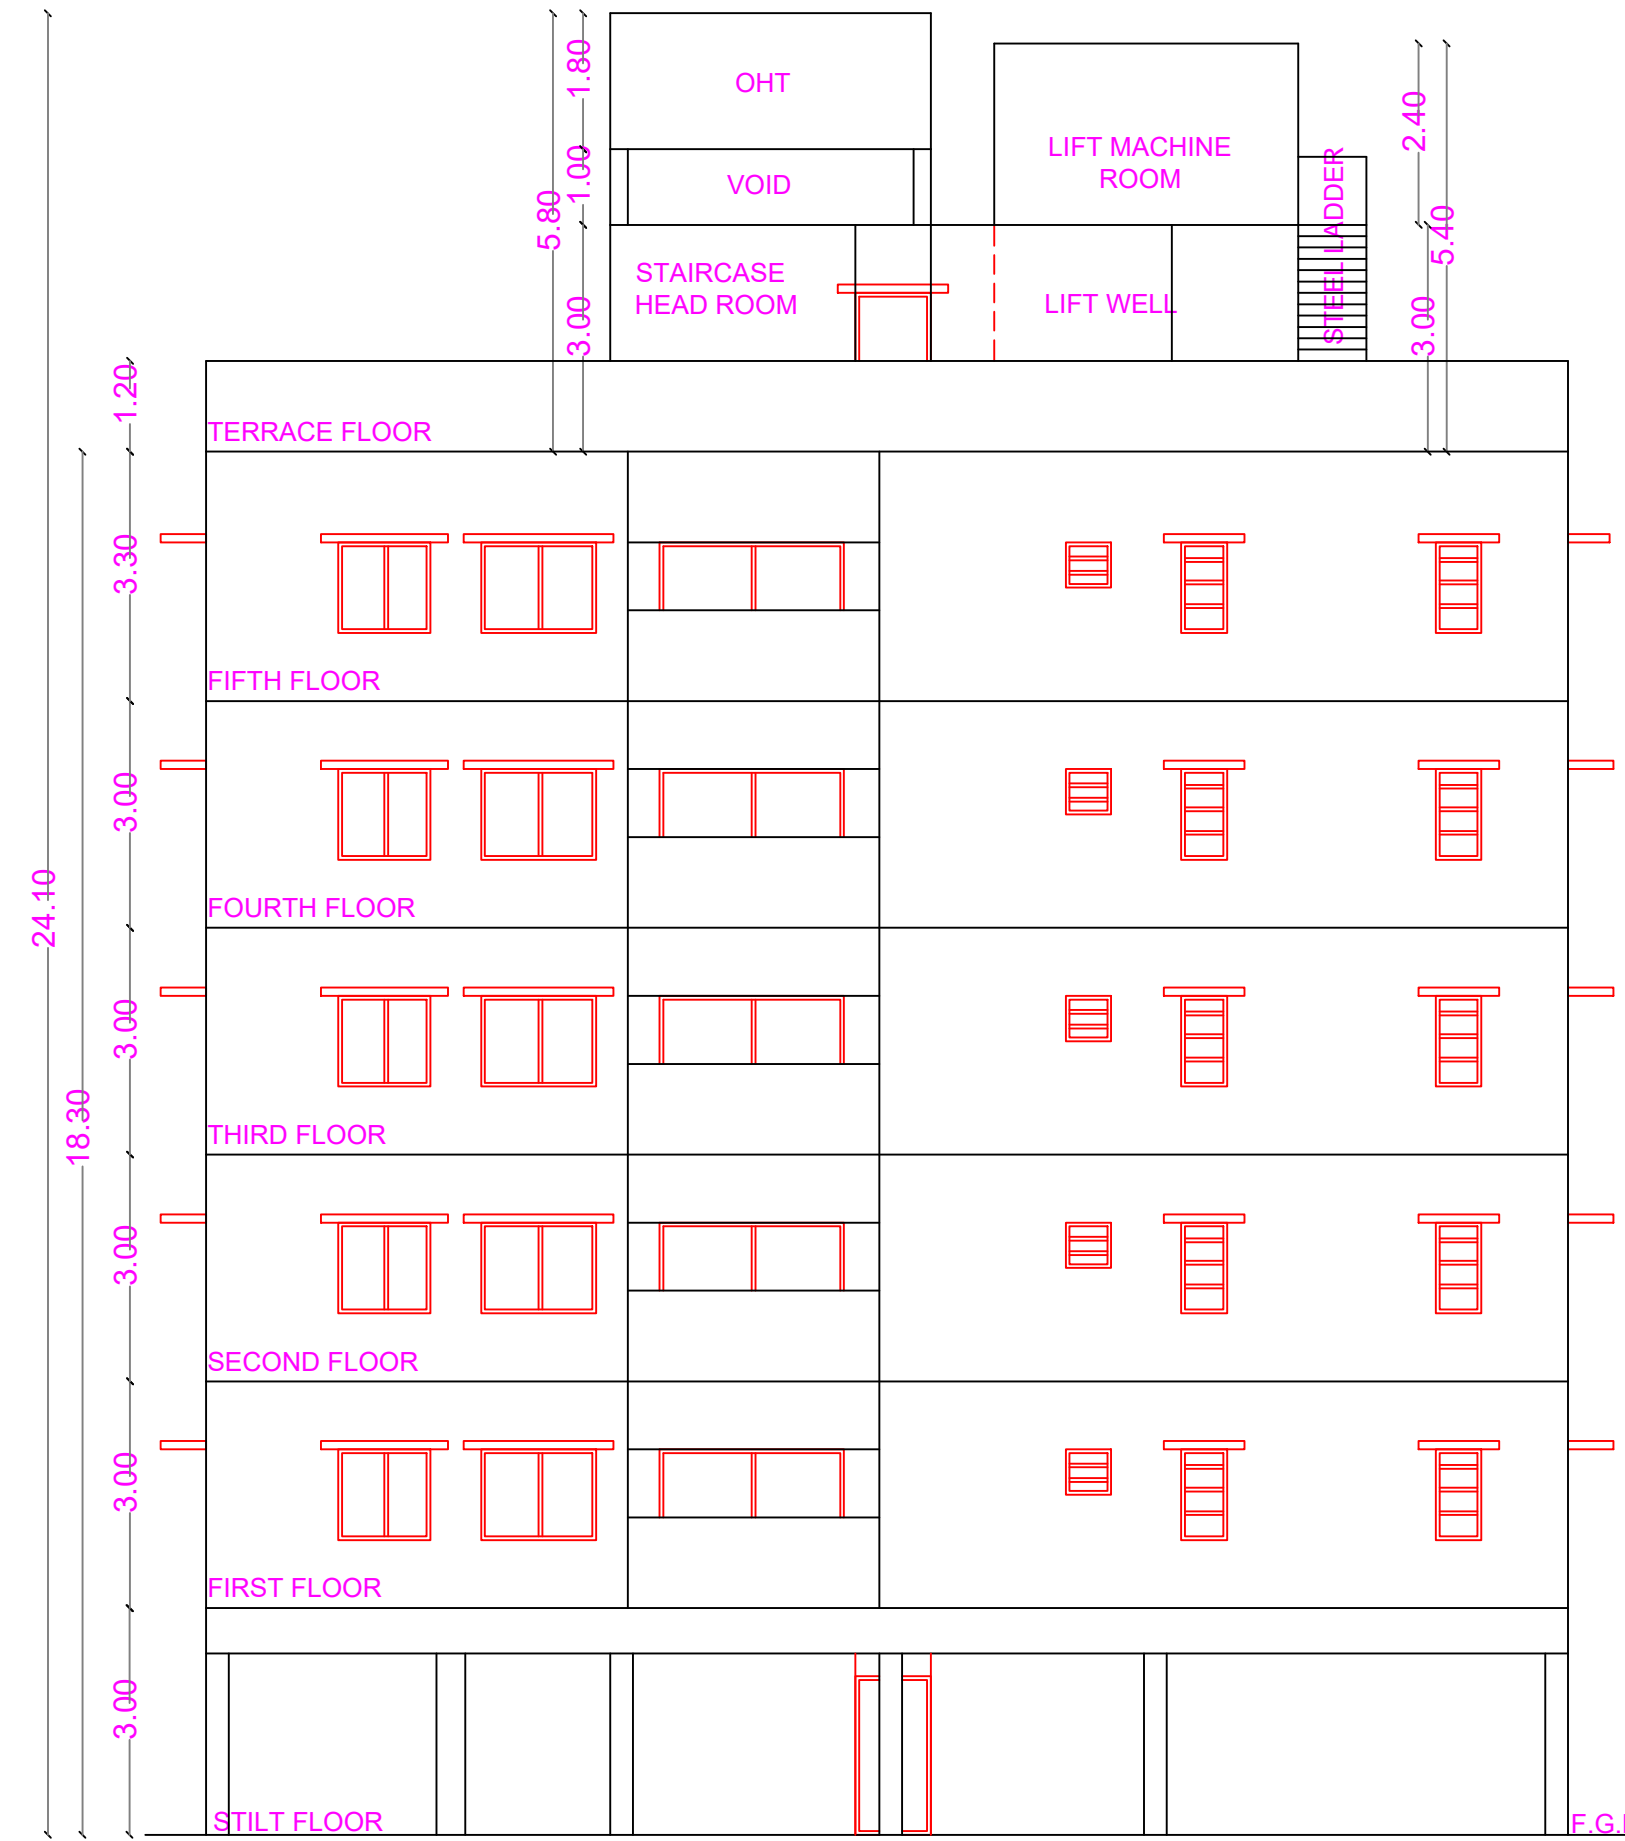 1.80
OHT
2.40
LIFT MACHINE
ROOM
1.00
VOID
5.80
5.40
STEEL LADDER
STAIRCASE
HEAD ROOM
LIFT WELL
3.00
3.00
1.20
TERRACE FLOOR
3.30
FIFTH FLOOR
3.00
24.10
FOURTH FLOOR
3.00
18.30
THIRD FLOOR
3.00
SECOND FLOOR
3.00
FIRST FLOOR
3.00
STILT FLOOR
F.G.